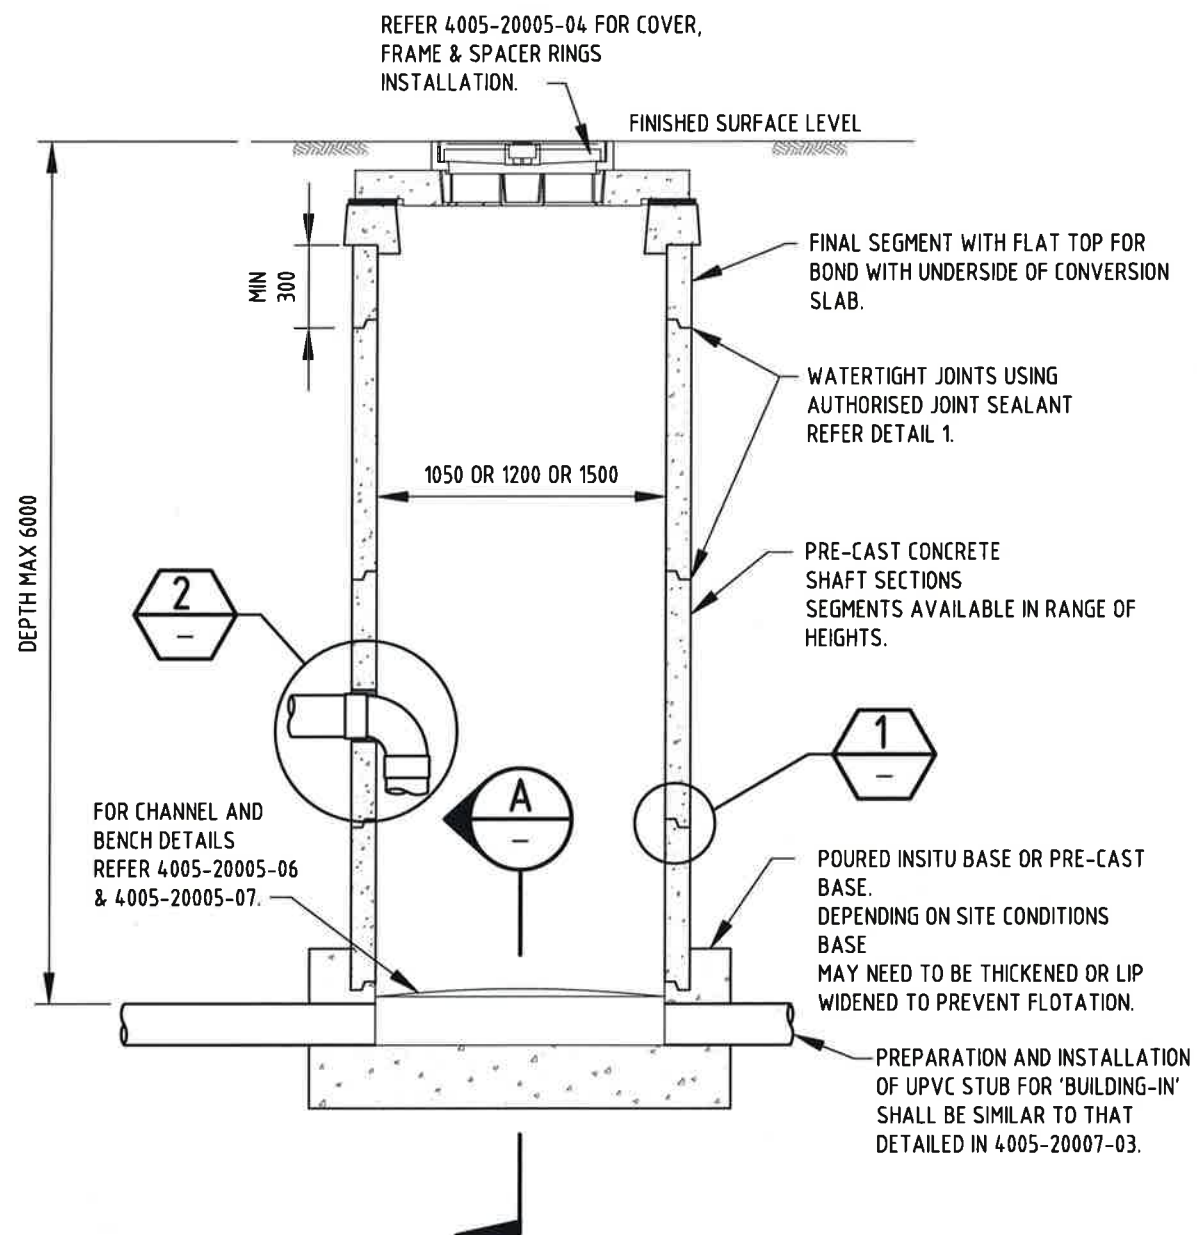 REFER 4005-20005-04 FOR COVER,
FRAME & SPACER RINGS
INSTALLATION.
FINISHED SURFACE LEVEL
FINAL SEGMENT WITH FLAT TOP FOR
BOND WITH UNDERSIDE OF CONVERSION
SLAB.
MIN
300
WATERTIGHT JOINTS USING
AUTHORISED JOINT SEALANT
REFER DETAIL 1.
1050 OR 1200 OR 1500
DEPTH MAX 6000
PRE-CAST CONCRETE
SHAFT SECTIONS
SEGMENTS AVAILABLE IN RANGE OF
HEIGHTS.
2
-
1
-
A
-
FOR CHANNEL AND
BENCH DETAILS
REFER 4005-20005-06
& 4005-20005-07.
POURED INSITU BASE OR PRE-CAST
BASE.
DEPENDING ON SITE CONDITIONS
BASE
MAY NEED TO BE THICKENED OR LIP
WIDENED TO PREVENT FLOTATION.
PREPARATION AND INSTALLATION
OF UPVC STUB FOR 'BUILDING-IN'
SHALL BE SIMILAR TO THAT
DETAILED IN 4005-20007-03.